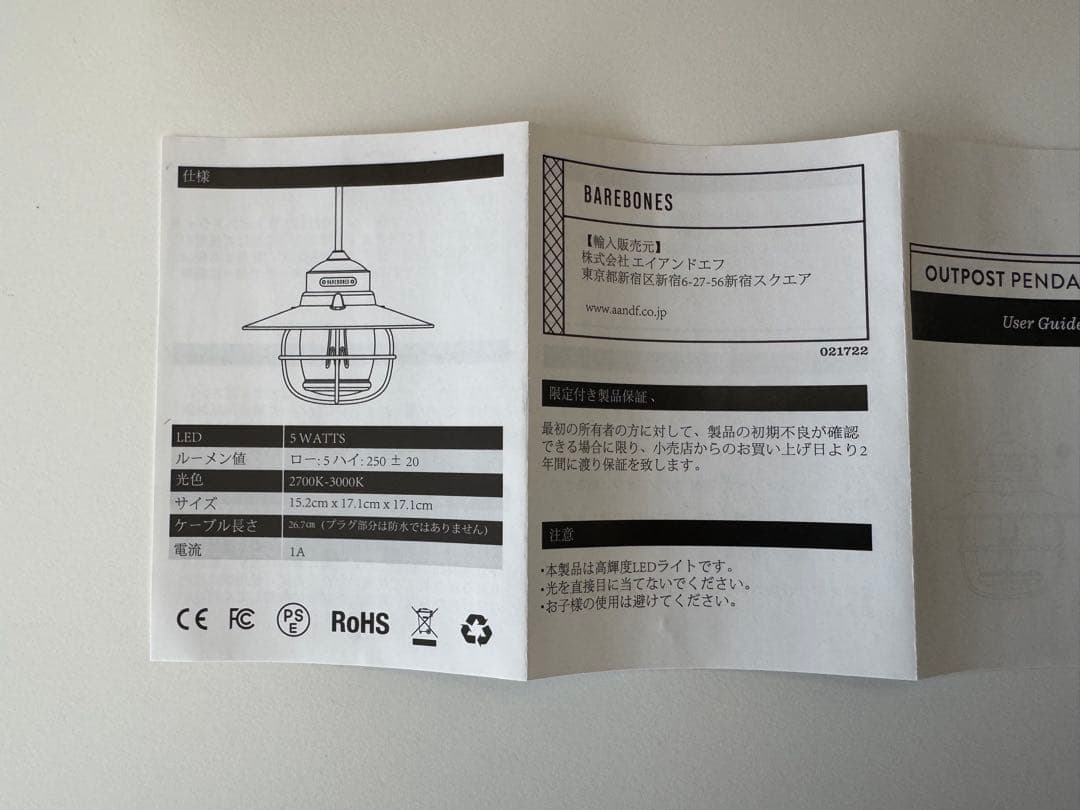 仕様
BAREBONES
LED 5 WATTS
ルーメン値 ロー: 5 ハイ: 250 ± 20
光色 2700K-3000K
サイズ 15.2cm x 17.1cm x 17.1cm
ケーブル長さ 26.7㎝ (プラグ部分は防水ではありません)
電流 1A
CE FC PSE RoHS
BAREBONES
【輸入販売元】
株式会社 エイアンドエフ
東京都新宿区新宿6-27-56新宿スクエア
www.aandf.co.jp
021722
限定付き製品保証、
最初の所有者の方に対して、製品の初期不良が確認
できる場合に限り、小売店からのお買い上げ日より2
年間に渡り保証を致します。
注意
・本製品は高輝度LEDライトです。
・光を直接目に当てないでください。
・お子様の使用は避けてください。
OUTPOST PENDA
User Guide